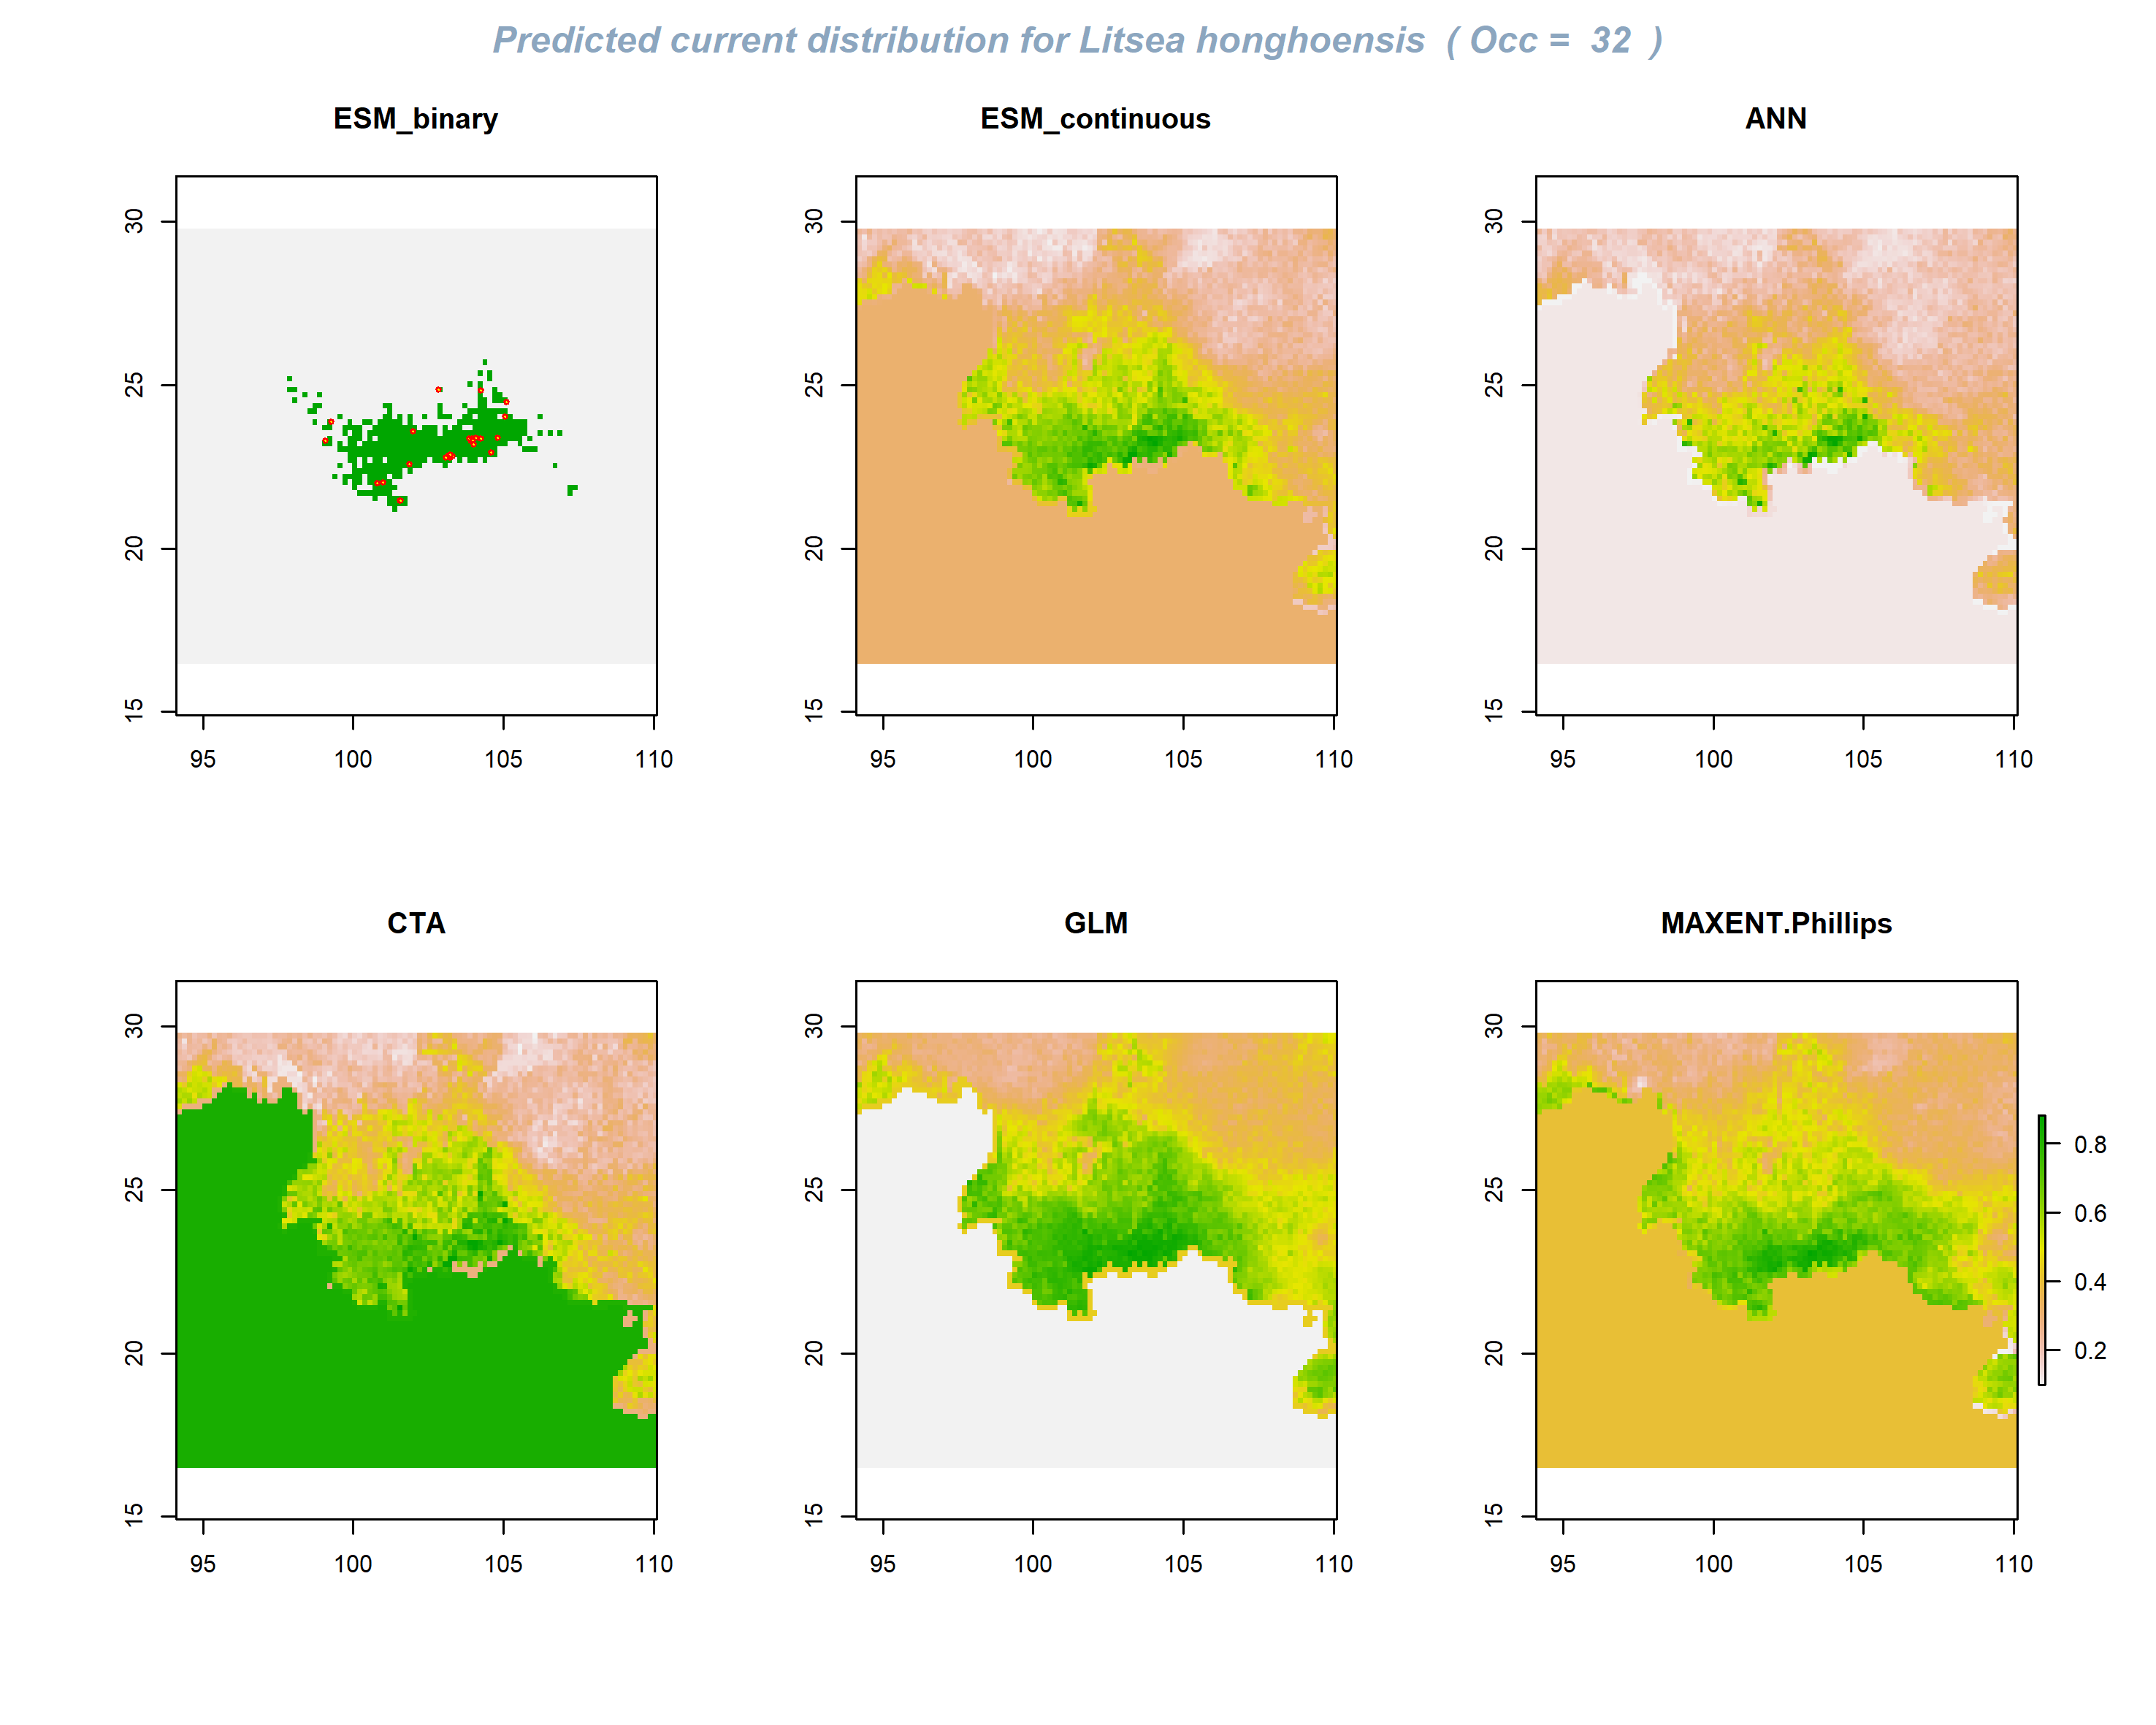 Predicted current distribution for Litsea honghoensis ( Occ = 32 )
ESM_binary ESM_continuous ANN
30 30 30
25 25 25
20 20 20
15 15 15
95 100 105 110 95 100 105 110 95 100 105 110
CTA GLM MAXENT.Phillips
30 30 30
0.8
25 25 25
0.6
0.4
20 20 20
0.2
15 15 15
95 100 105 110 95 100 105 110 95 100 105 110